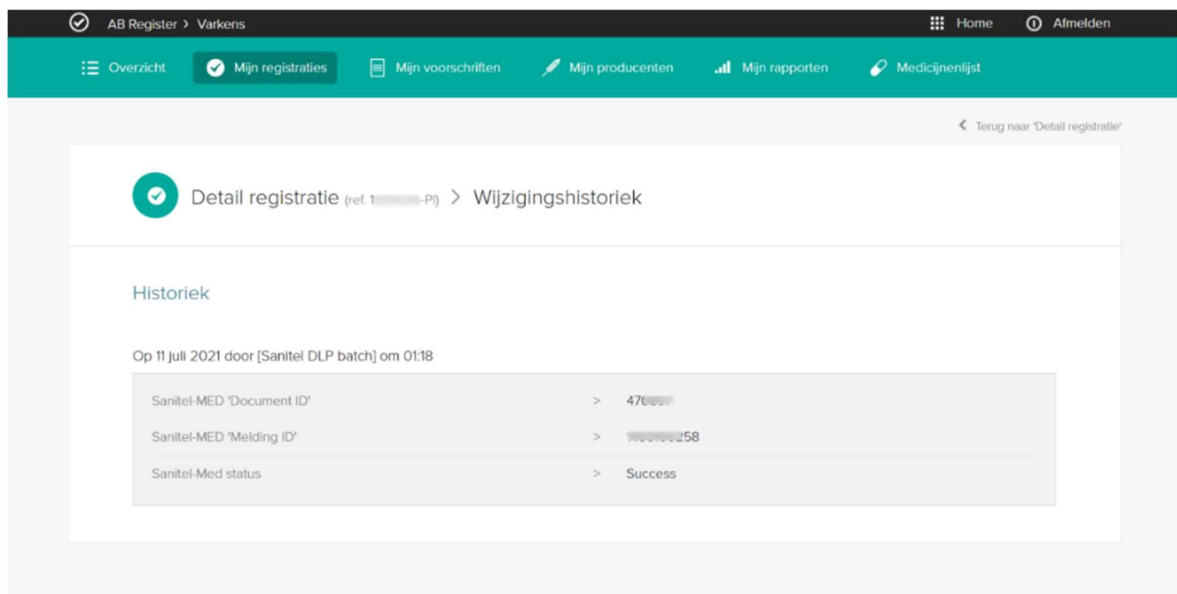 AB Register > Varkens Home Afmelden
Overzicht Mijn registraties Mijn voorschriften Mijn producenten Mijn rapporten Medicijnenlijst
Terug naar 'Detail registratie'
Detail registratie (ref. 1 -PI) > Wijzigingshistoriek
Historiek
Op 11 juli 2021 door [Sanitel DLP batch] om 01:18
Sanitel-MED 'Document ID' > 470
Sanitel-MED 'Melding ID' > 258
Sanitel-Med status > Success